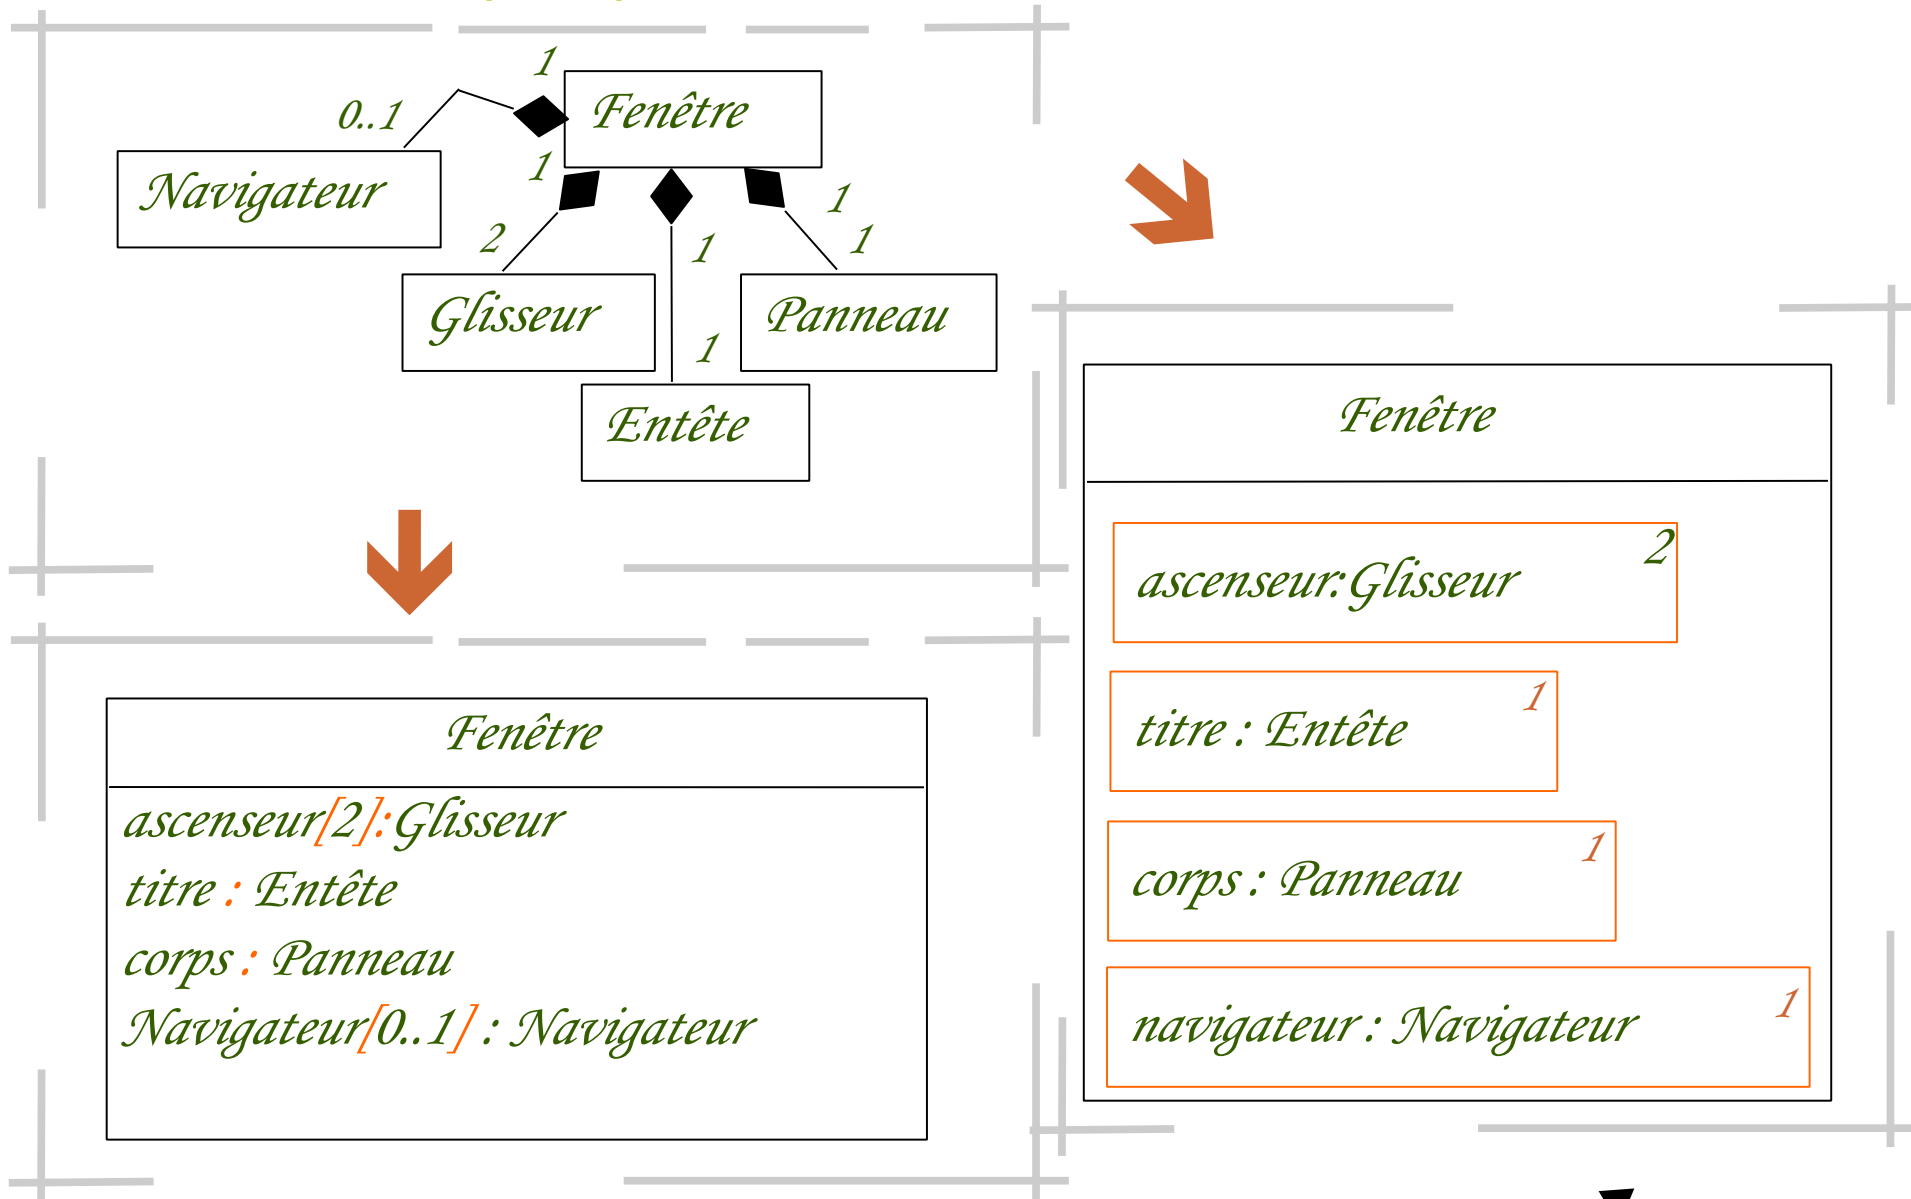 1
Fenêtre
0..1
Navigateur
1
2
1
1
1
Glisseur
Panneau
1
Entête
Fenêtre
ascenseur:Glisseur
2
titre : Entête
1
corps : Panneau
1
navigateur : Navigateur
1
Fenêtre
ascenseur[2]:Glisseur
titre : Entête
corps : Panneau
Navigateur[0..1] : Navigateur